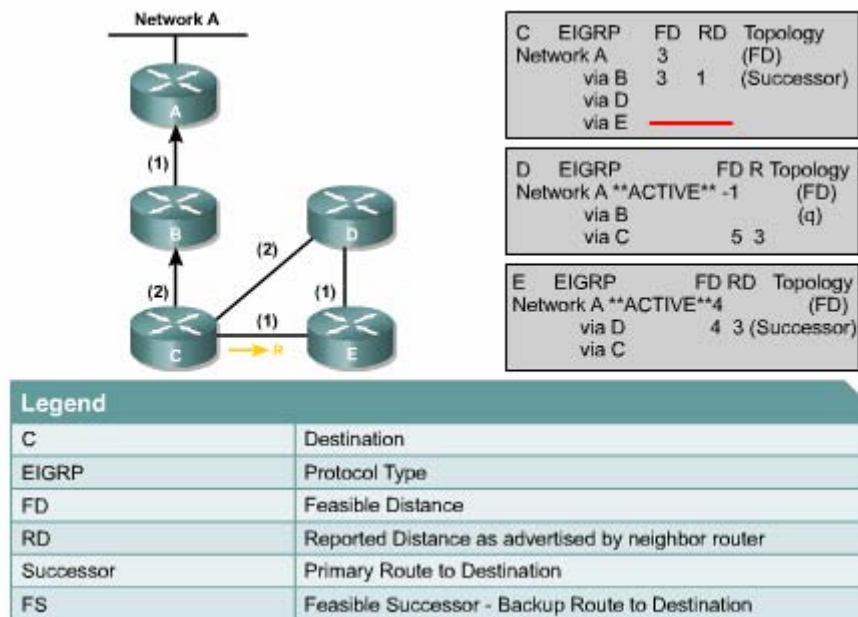 Network A
A
(1)
B
D
(2)
(2)
(1)
(1)
C
E
R
C EIGRP FD RD Topology
Network A 3 (FD)
via B 3 1 (Successor)
via D
via E
D EIGRP FD R Topology
Network A **ACTIVE** -1 (FD)
via B (q)
via C 5 3
E EIGRP FD RD Topology
Network A **ACTIVE**4 (FD)
via D 4 3 (Successor)
via C
Legend
C Destination
EIGRP Protocol Type
FD Feasible Distance
RD Reported Distance as advertised by neighbor router
Successor Primary Route to Destination
FS Feasible Successor - Backup Route to Destination